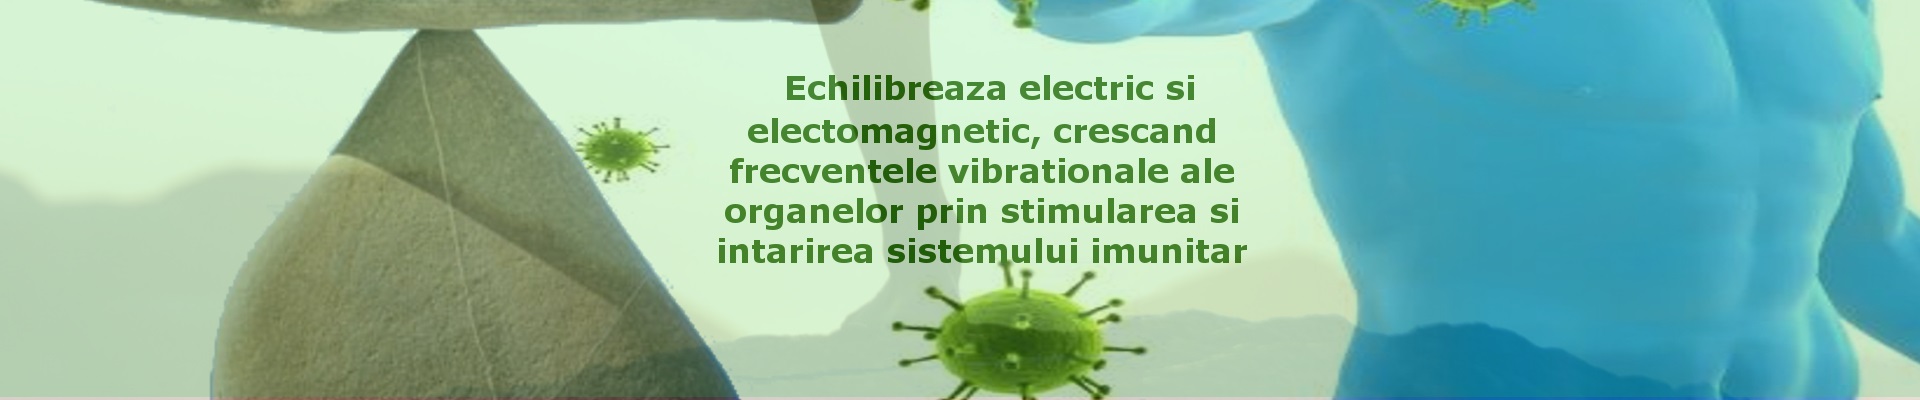 Echilibreaza electric si
electomagnetic, crescand
frecventele vibrationale ale
organelor prin stimularea si
intarirea sistemului imunitar